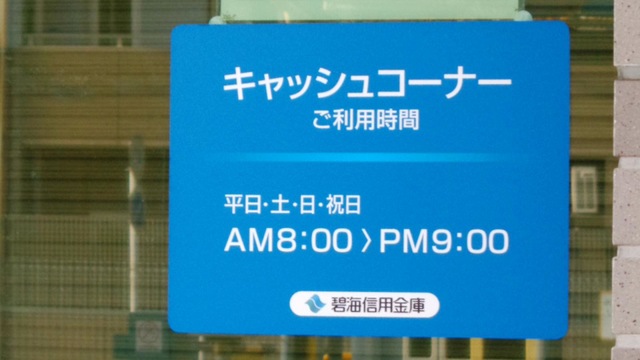 キャッシュコーナー
ご利用時間
平日・土・日・祝日
AM8:00 〉 PM9:00
碧海信用金庫